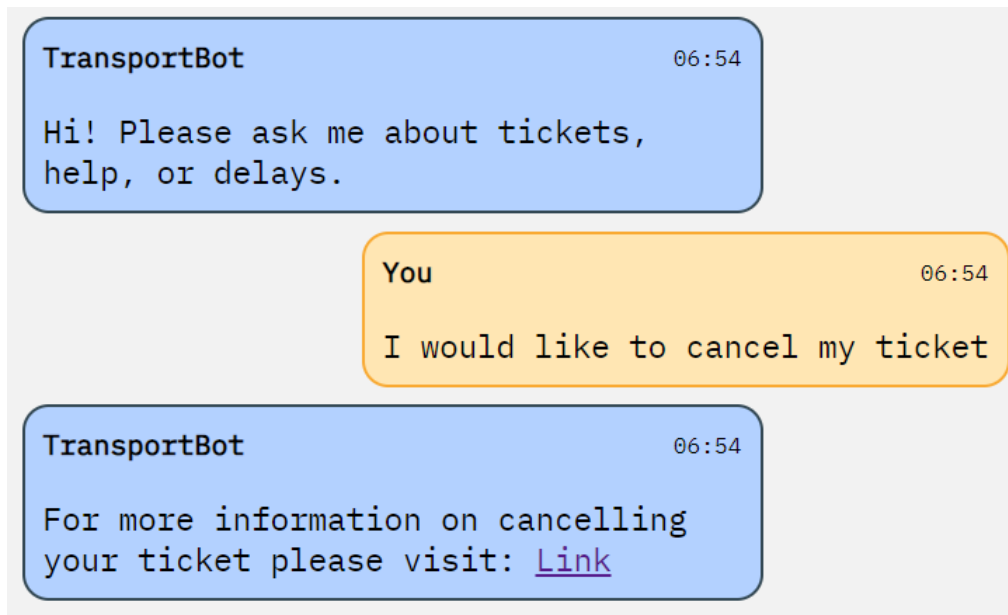 TransportBot 06:54
Hi! Please ask me about tickets,
help, or delays.
You 06:54
I would like to cancel my ticket
TransportBot 06:54
For more information on cancelling
your ticket please visit: Link